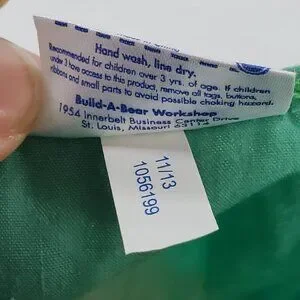 Hand wash, line dry.
Recommended for children over 3 yrs. of age. If children
under 3 have access to this product, remove all tags, buttons,
ribbons and small parts to avoid possible choking hazard.
Build-A-Bear Workshop
1954 Innerbelt Business Center Drive
St. Louis, Missouri 63114
11/13
1056199